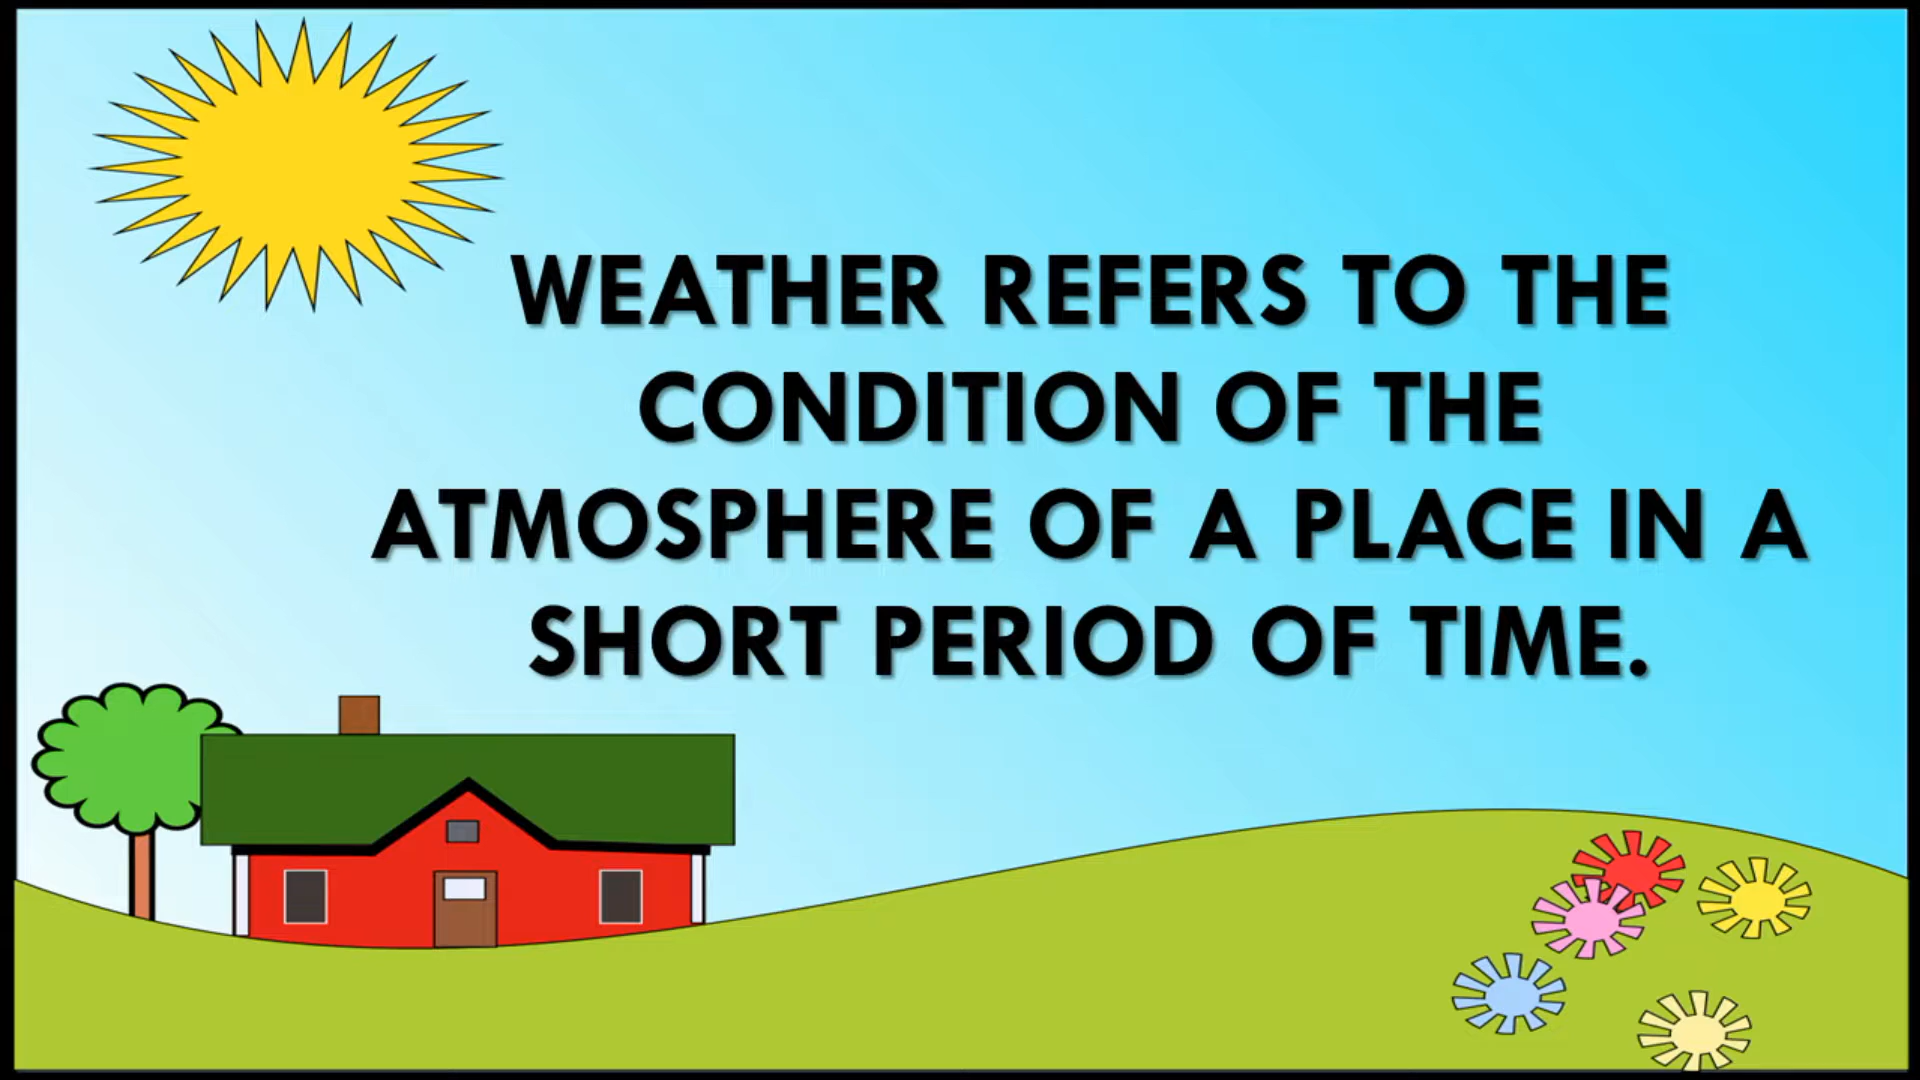 WEATHER REFERS TO THE
CONDITION OF THE
ATMOSPHERE OF A PLACE IN A
SHORT PERIOD OF TIME.